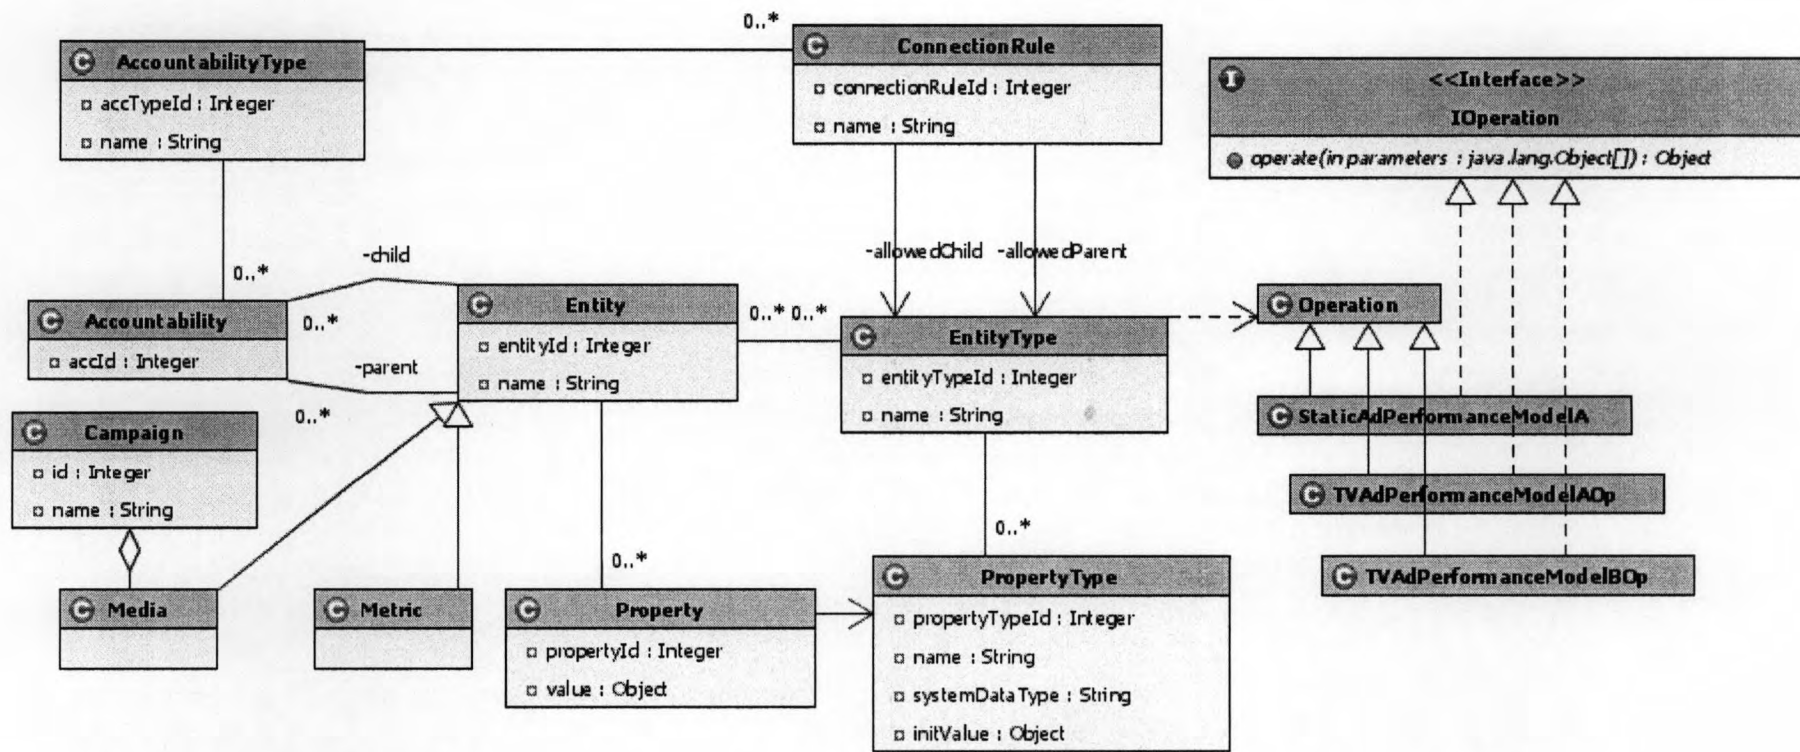 0..*
C AccountabilityType
accTypeId : Integer
name : String
C ConnectionRule
connectionRuleId : Integer
name : String
I <<Interface>>
IOperation
operate(in parameters : java.lang.Object[]) : Object
-child
-allowedChild
-allowedParent
0..*
C Accountability
accId : Integer
0..*
-parent
0..*
C Entity
entityId : Integer
name : String
0..* 0..*
C EntityType
entityTypeId : Integer
name : String
C Operation
C StaticAdPerformanceModelA
C TVAdPerformanceModelAOp
C TVAdPerformanceModelBOp
C Campaign
id : Integer
name : String
0..*
0..*
C Media
C Metric
C Property
propertyId : Integer
value : Object
C PropertyType
propertyTypeId : Integer
name : String
systemDataType : String
initValue : Object